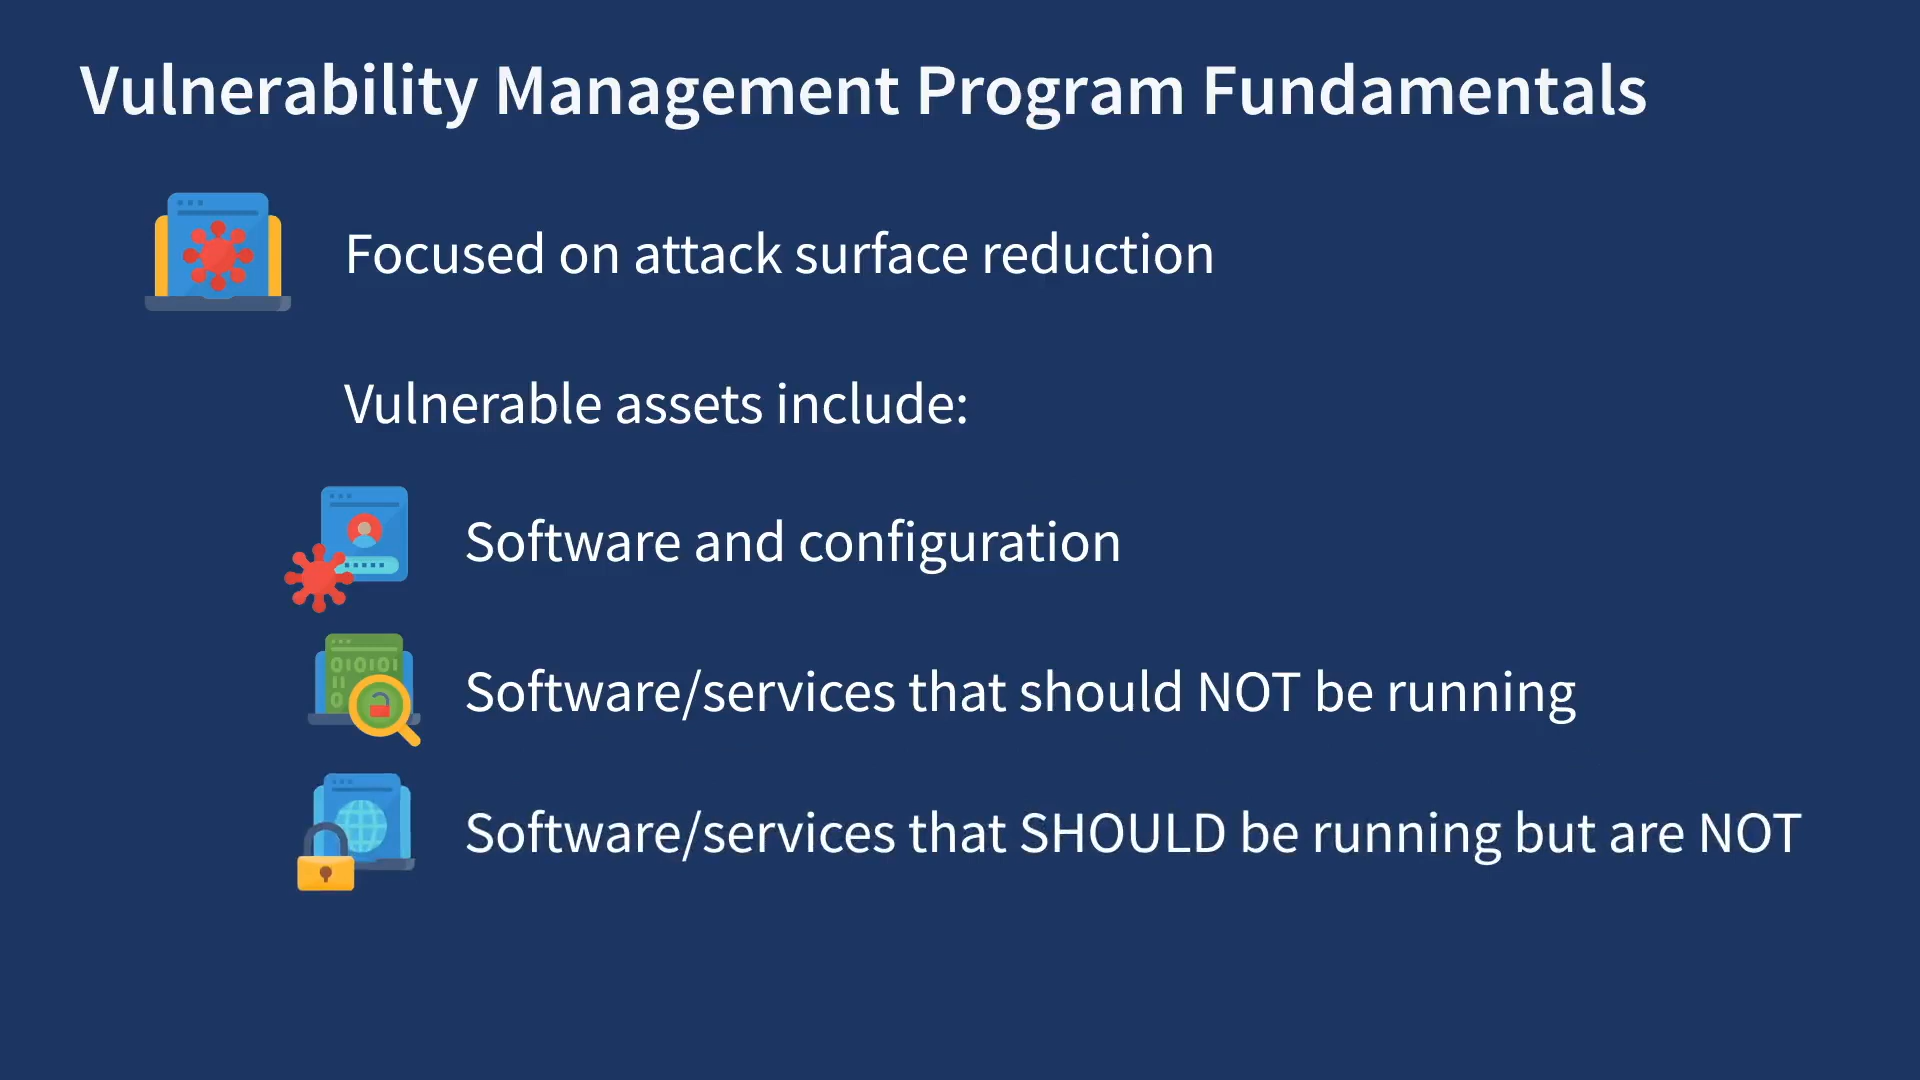 Vulnerability Management Program Fundamentals
Focused on attack surface reduction
Vulnerable assets include:
Software and configuration
Software/services that should NOT be running
Software/services that SHOULD be running but are NOT